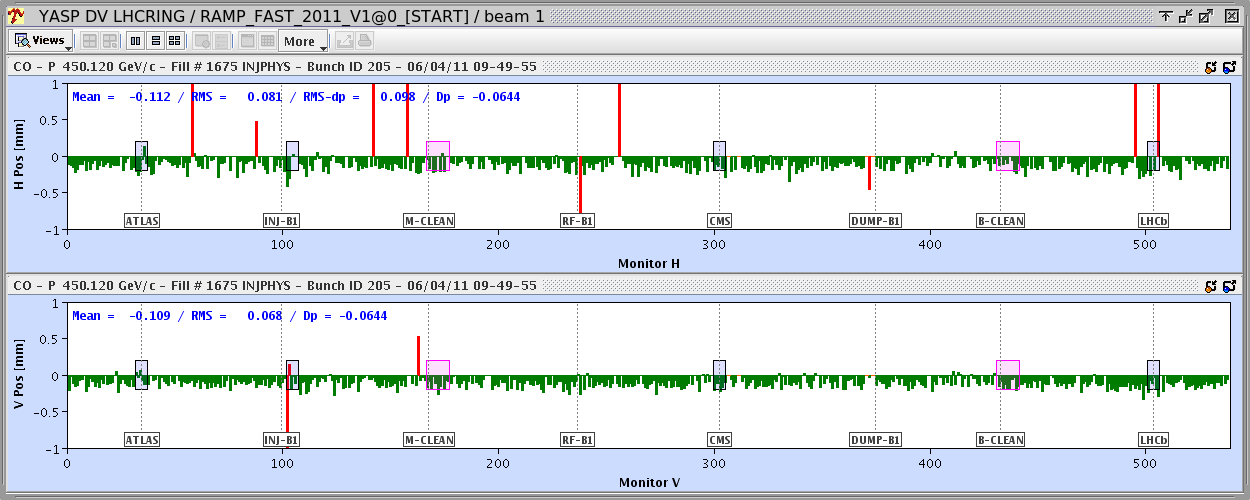 YASP DV LHCRING / RAMP_FAST_2011_V1@0_[START] / beam 1
Views More
CO - P 450.120 GeV/c - Fill # 1675 INJPHYS - Bunch ID 205 - 06/04/11 09-49-55
Mean = -0.112 / RMS = 0.081 / RMS-dp = 0.098 / Dp = -0.0644
H Pos [mm]
1
0.5
0
-0.5
-1
ATLAS INJ-B1 M-CLEAN RF-B1 CMS DUMP-B1 B-CLEAN LHCb
0 100 200 300 400 500
Monitor H
CO - P 450.120 GeV/c - Fill # 1675 INJPHYS - Bunch ID 205 - 06/04/11 09-49-55
Mean = -0.109 / RMS = 0.068 / Dp = -0.0644
V Pos [mm]
1
0.5
0
-0.5
-1
ATLAS INJ-B1 M-CLEAN RF-B1 CMS DUMP-B1 B-CLEAN LHCb
0 100 200 300 400 500
Monitor V